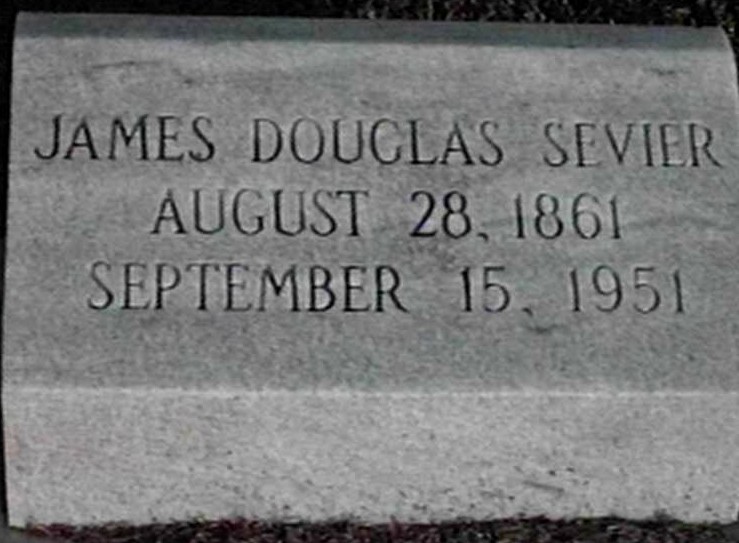 JAMES DOUGLAS SEVIER
AUGUST 28, 1861
SEPTEMBER 15, 1951